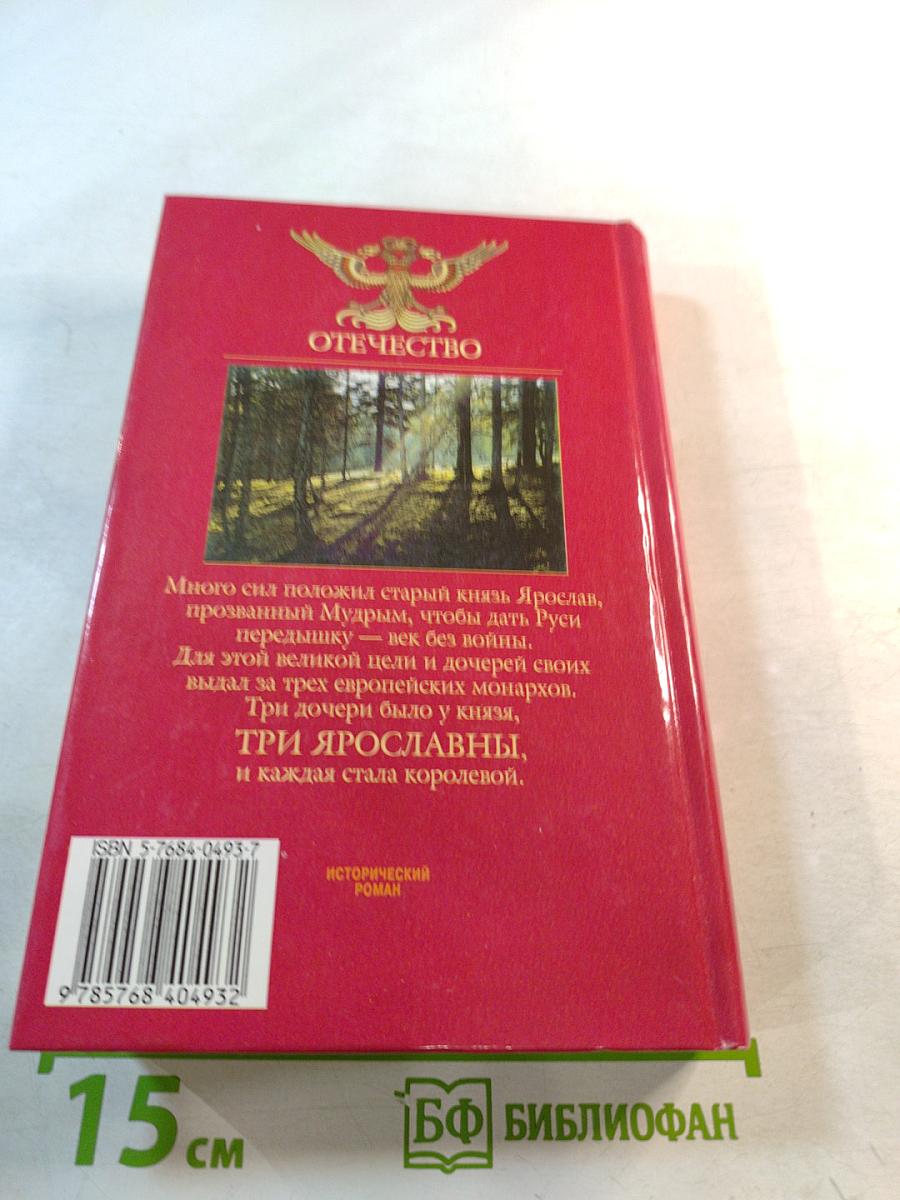 ОТЕЧЕСТВО
Много сил положил старый князь Ярослав,
прозванный Мудрым, чтобы дать Руси
передышку — век без войны.
Для этой великой цели и дочерей своих
выдал за трех европейских монархов.
Три дочери было у князя,
ТРИ ЯРОСЛАВНЫ,
и каждая стала королевой.
ISBN 5-7684-0493-7
ИСТОРИЧЕСКИЙ
РОМАН
9 785768 404932
15 см
БФ БИБЛИОФАН